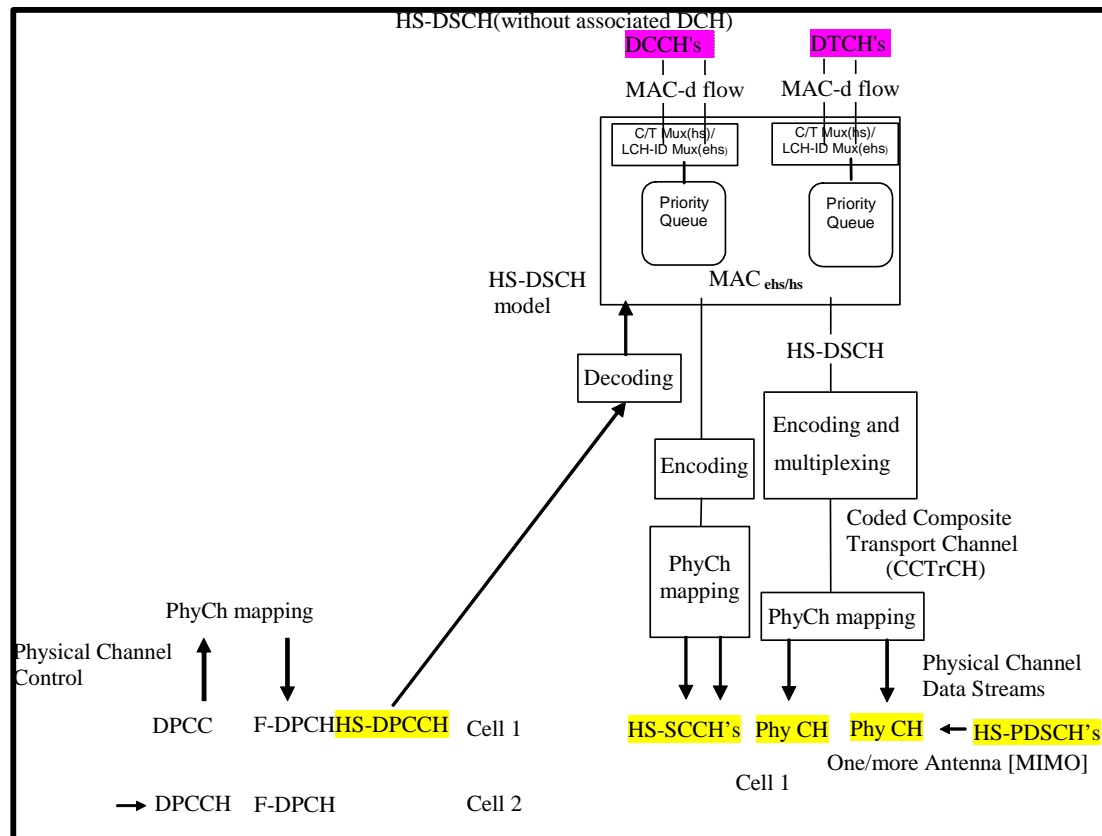 HS-DSCH(without associated DCH)
DCCH's
DTCH's
MAC-d flow
MAC-d flow
C/T Mux(hs)/
LCH-ID Mux(ehs)
C/T Mux(hs)/
LCH-ID Mux(ehs)
Priority
Queue
Priority
Queue
HS-DSCH
model
MAC ehs/hs
HS-DSCH
Decoding
Encoding and
multiplexing
Encoding
Coded Composite
Transport Channel
(CCTrCH)
PhyCh
mapping
PhyCh mapping
PhyCh mapping
Physical Channel
Control
Physical Channel
Data Streams
DPCC
F-DPCH
HS-DPCCH
Cell 1
HS-SCCH's
Phy CH
Phy CH
HS-PDSCH's
One/more Antenna [MIMO]
Cell 1
DPCCH
F-DPCH
Cell 2